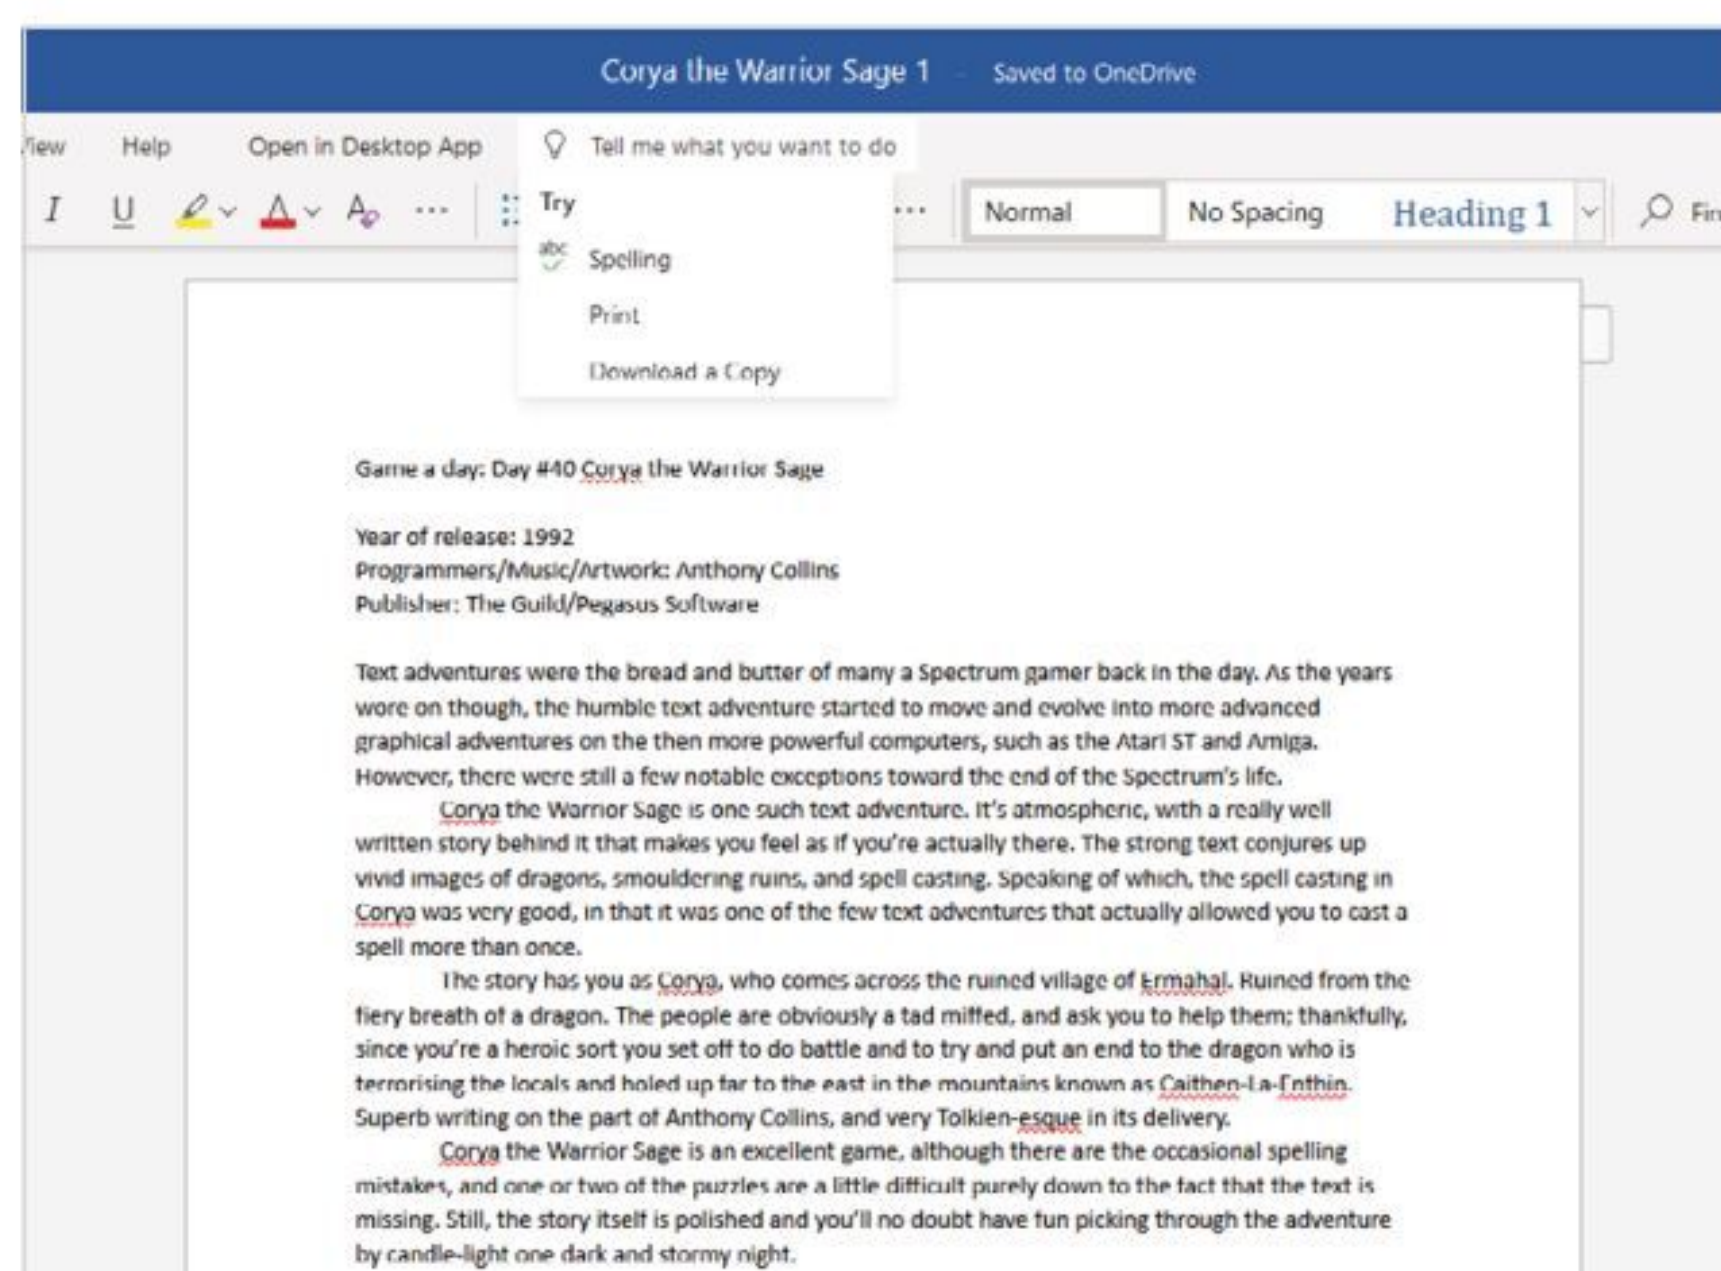 Corya the Warrior Sage 1 - Saved to OneDrive
View Help Open in Desktop App Tell me what you want to do
I U A A ... ... Normal No Spacing Heading 1
Try
abc Spelling
Print
Download a Copy
Game a day: Day #40 Corya the Warrior Sage
Year of release: 1992
Programmers/Music/Artwork: Anthony Collins
Publisher: The Guild/Pegasus Software
Text adventures were the bread and butter of many a Spectrum gamer back in the day. As the years
wore on though, the humble text adventure started to move and evolve into more advanced
graphical adventures on the then more powerful computers, such as the Atari ST and Amiga.
However, there were still a few notable exceptions toward the end of the Spectrum's life.
Corya the Warrior Sage is one such text adventure. It's atmospheric, with a really well
written story behind it that makes you feel as if you're actually there. The strong text conjures up
vivid images of dragons, smouldering ruins, and spell casting. Speaking of which, the spell casting in
Corya was very good, in that it was one of the few text adventures that actually allowed you to cast a
spell more than once.
The story has you as Corya, who comes across the ruined village of Ermahal. Ruined from the
fiery breath of a dragon. The people are obviously a tad miffed, and ask you to help them; thankfully,
since you're a heroic sort you set off to do battle and to try and put an end to the dragon who is
terrorising the locals and holed up far to the east in the mountains known as Caithen-La-Enthin.
Superb writing on the part of Anthony Collins, and very Tolkien-esque in its delivery.
Corya the Warrior Sage is an excellent game, although there are the occasional spelling
mistakes, and one or two of the puzzles are a little difficult purely down to the fact that the text is
missing. Still, the story itself is polished and you'll no doubt have fun picking through the adventure
by candle-light one dark and stormy night.